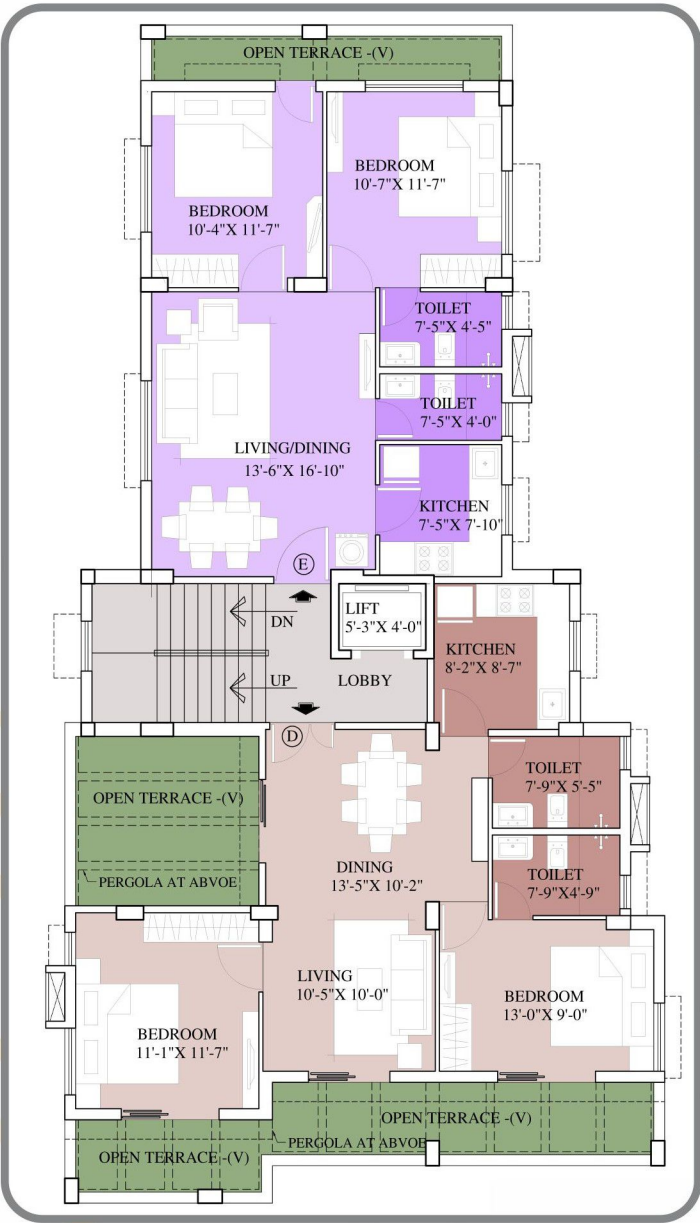 OPEN TERRACE -(V)
BEDROOM
10'-7"X 11'-7"
BEDROOM
10'-4"X 11'-7"
TOILET
7'-5"X 4'-5"
TOILET
7'-5"X 4'-0"
LIVING/DINING
13'-6"X 16'-10"
KITCHEN
7'-5"X 7'-10"
E
LIFT
5'-3"X 4'-0"
DN
UP
LOBBY
KITCHEN
8'-2"X 8'-7"
D
OPEN TERRACE -(V)
PERGOLA AT ABVOE
TOILET
7'-9"X 5'-5"
DINING
13'-5"X 10'-2"
TOILET
7'-9"X4'-9"
LIVING
10'-5"X 10'-0"
BEDROOM
13'-0"X 9'-0"
BEDROOM
11'-1"X 11'-7"
OPEN TERRACE -(V)
PERGOLA AT ABVOE
OPEN TERRACE -(V)